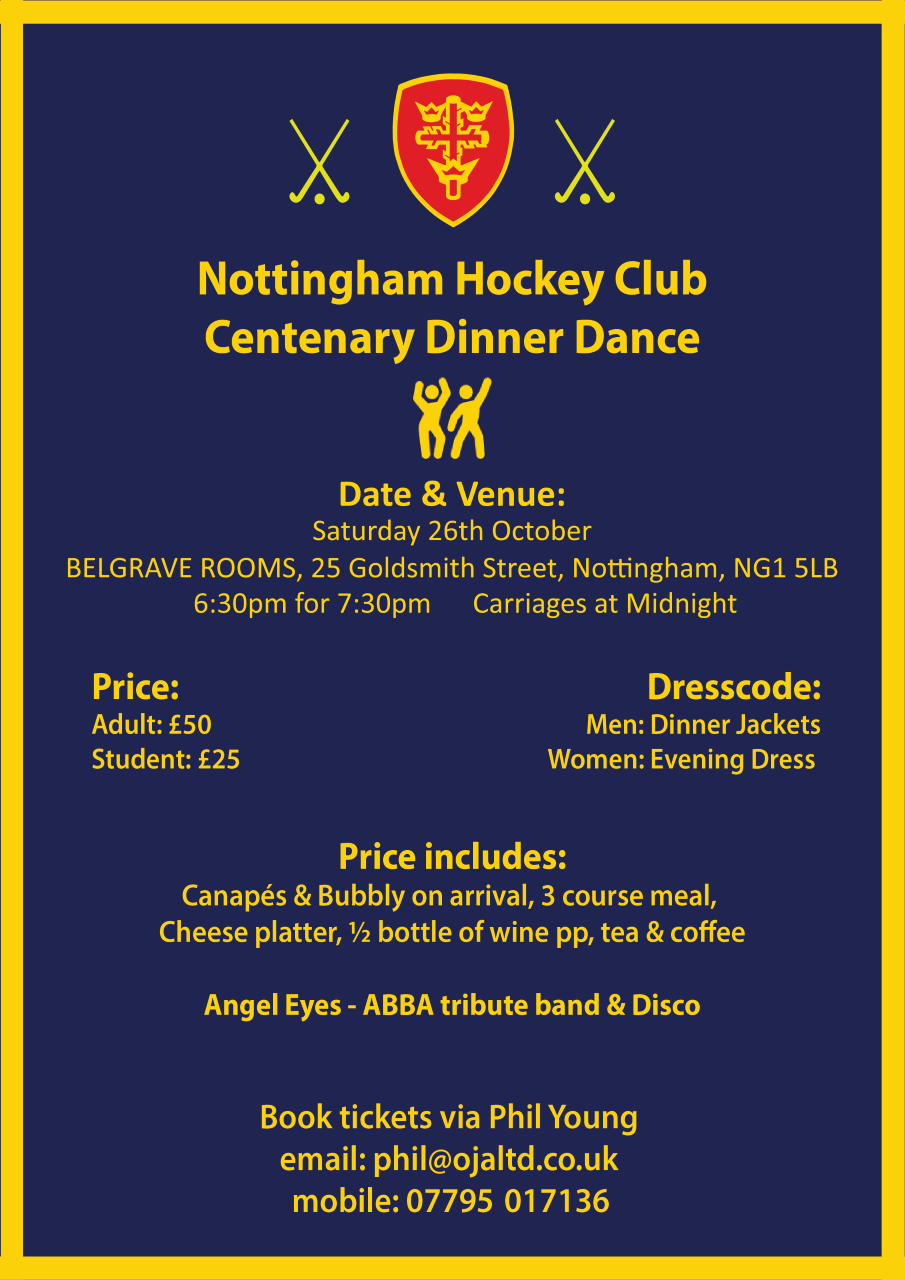 Nottingham Hockey Club
Centenary Dinner Dance
Date & Venue:
Saturday 26th October
BELGRAVE ROOMS, 25 Goldsmith Street, Nottingham, NG1 5LB
6:30pm for 7:30pm Carriages at Midnight
Price:
Adult: £50
Student: £25
Dresscode:
Men: Dinner Jackets
Women: Evening Dress
Price includes:
Canapés & Bubbly on arrival, 3 course meal,
Cheese platter, ½ bottle of wine pp, tea & coffee
Angel Eyes - ABBA tribute band & Disco
Book tickets via Phil Young
email: phil@ojaltd.co.uk
mobile: 07795 017136